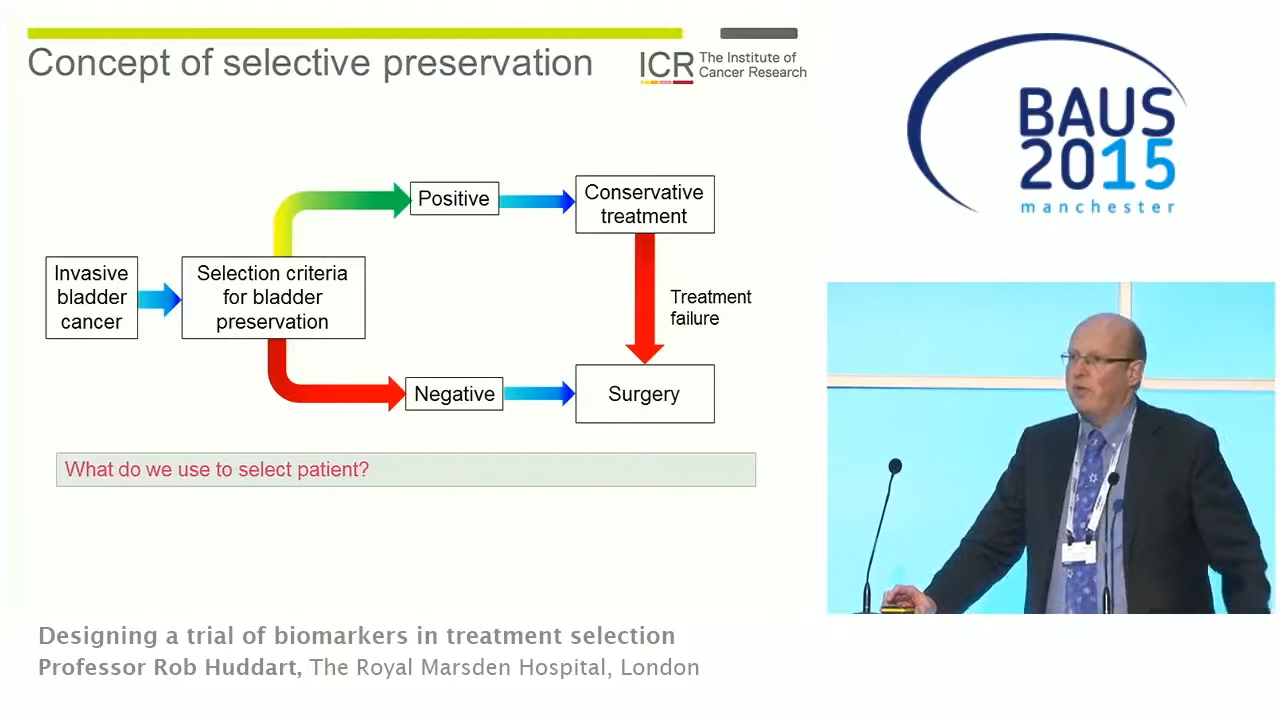 Concept of selective preservation
ICR The Institute of
Cancer Research
Invasive
bladder
cancer
Selection criteria
for bladder
preservation
Positive
Conservative
treatment
Treatment
failure
Negative
Surgery
What do we use to select patient?
BAUS
2015
manchester
Designing a trial of biomarkers in treatment selection
Professor Rob Huddart, The Royal Marsden Hospital, London